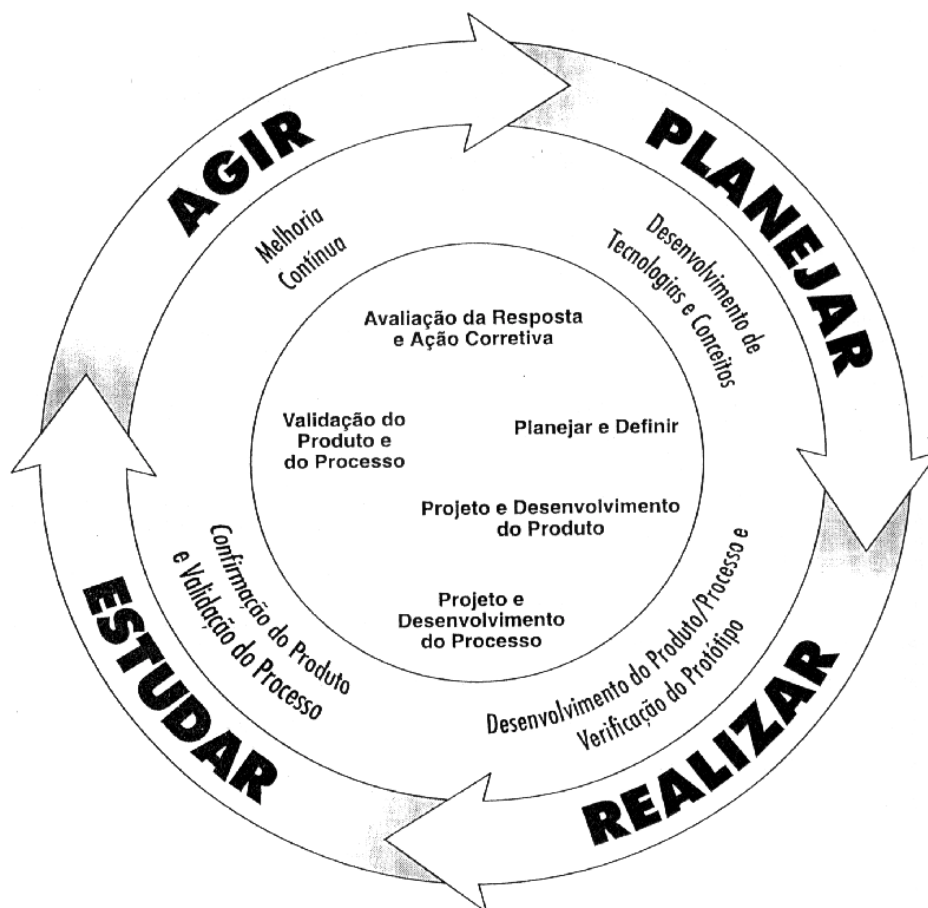 AGIR
PLANEJAR
REALIZAR
ESTUDAR
Melhoria
Contínua
Desenvolvimento de
Tecnologias e Conceitos
Desenvolvimento do Produto/Processo e
Verificação do Protótipo
Confirmação do Produto
e Validação do Processo
Avaliação da Resposta
e Ação Corretiva
Planejar e Definir
Projeto e Desenvolvimento
do Produto
Projeto e
Desenvolvimento
do Processo
Validação do
Produto e
do Processo